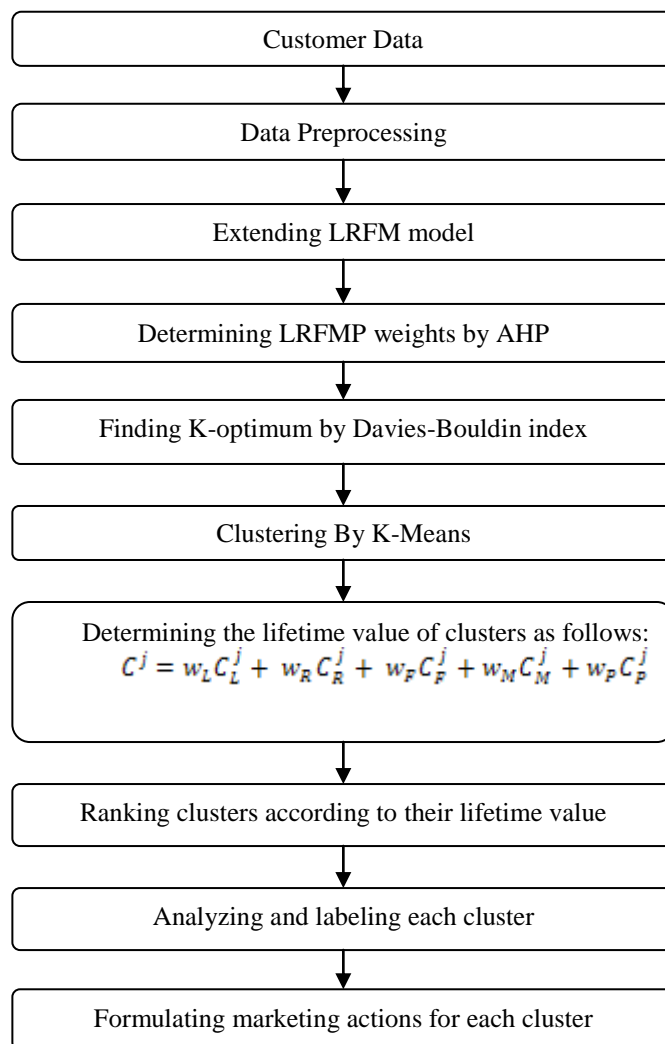 Customer Data
Data Preprocessing
Extending LRFM model
Determining LRFMP weights by AHP
Finding K-optimum by Davies-Bouldin index
Clustering By K-Means
Determining the lifetime value of clusters as follows:
$C^j = w_L C_L^j + w_R C_R^j + w_F C_F^j + w_M C_M^j + w_P C_P^j$
Ranking clusters according to their lifetime value
Analyzing and labeling each cluster
Formulating marketing actions for each cluster